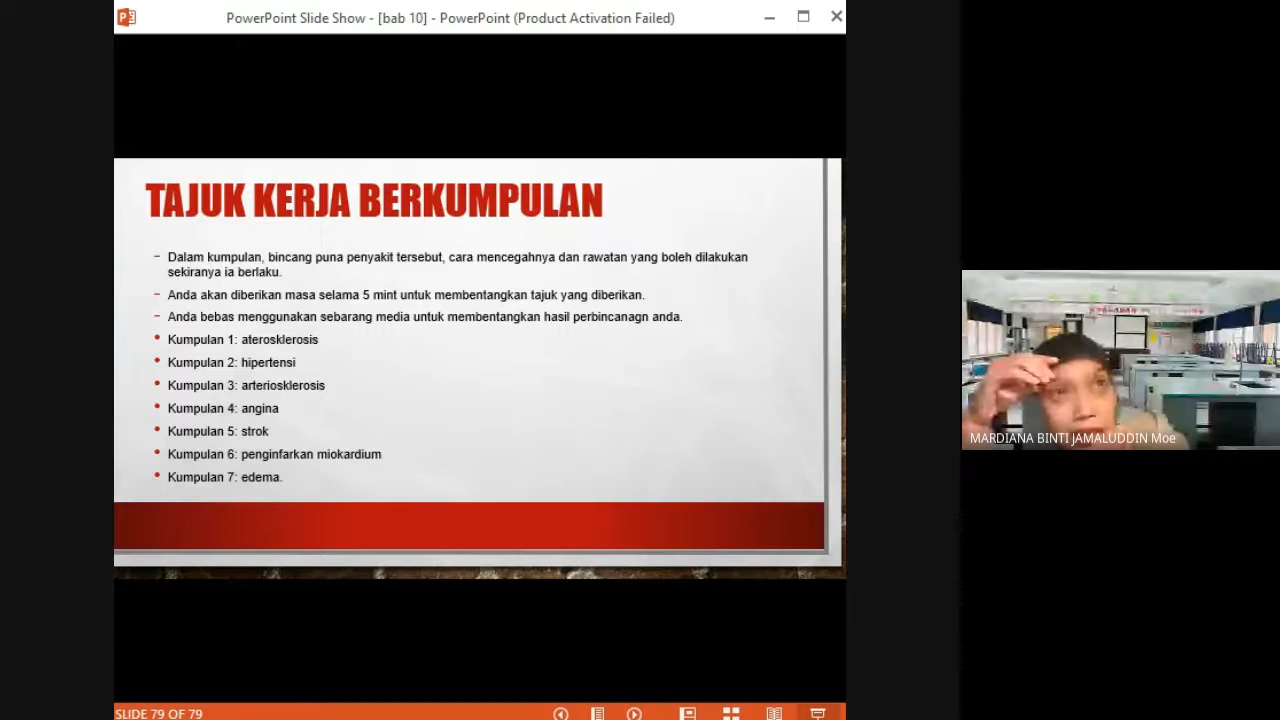 PowerPoint Slide Show - [bab 10] - PowerPoint (Product Activation Failed)
TAJUK KERJA BERKUMPULAN
– Dalam kumpulan, bincang puna penyakit tersebut, cara mencegahnya dan rawatan yang boleh dilakukan
sekiranya ia berlaku.
– Anda akan diberikan masa selama 5 mint untuk membentangkan tajuk yang diberikan.
– Anda bebas menggunakan sebarang media untuk membentangkan hasil perbincanagn anda.
• Kumpulan 1: aterosklerosis
• Kumpulan 2: hipertensi
• Kumpulan 3: arteriosklerosis
• Kumpulan 4: angina
• Kumpulan 5: strok
• Kumpulan 6: penginfarkan miokardium
• Kumpulan 7: edema.
MARDIANA BINTI JAMALUDDIN Moe
SLIDE 79 OF 79